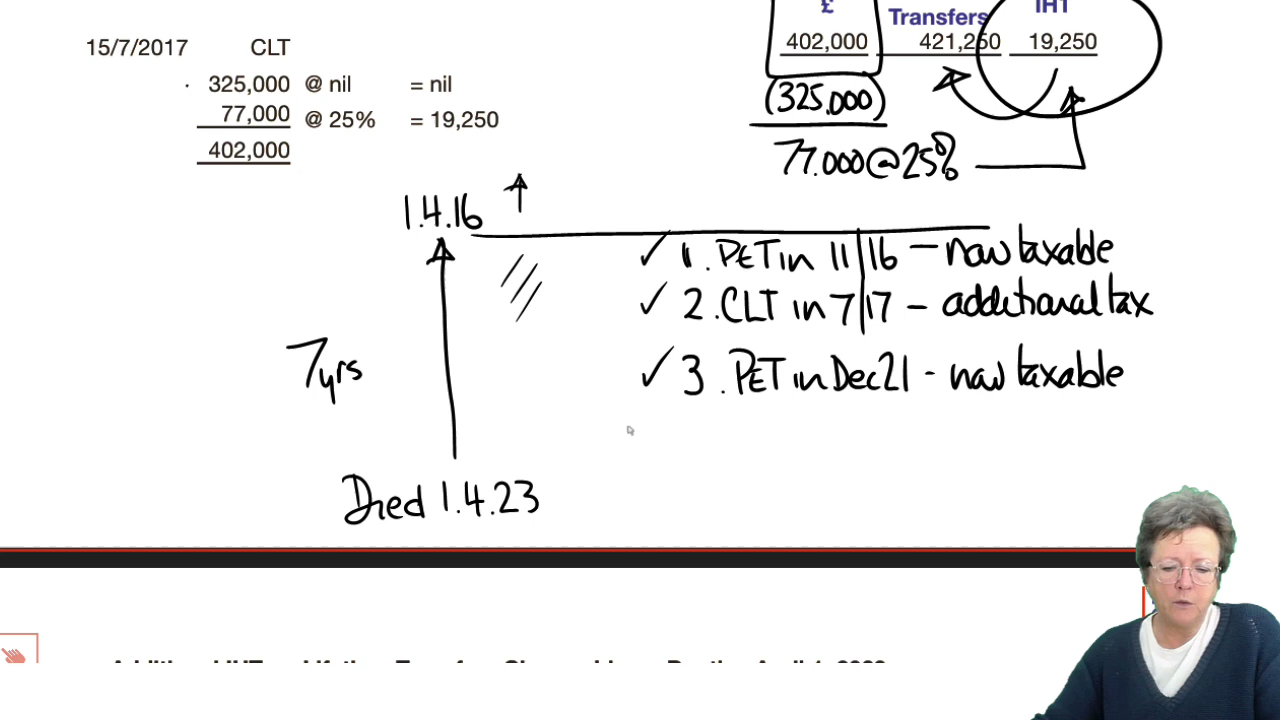 £ Transfers IHT
15/7/2017 CLT 402,000 421,250 19,250
325,000 @ nil = nil (325,000)
77,000 @ 25% = 19,250
402,000 77.000 @ 25%
1.4.16
✓ 1. PET in 11/16 — now taxable
✓ 2. CLT in 7/17 – additional tax
7yrs ✓ 3. PET in Dec 21 - now taxable
Died 1.4.23